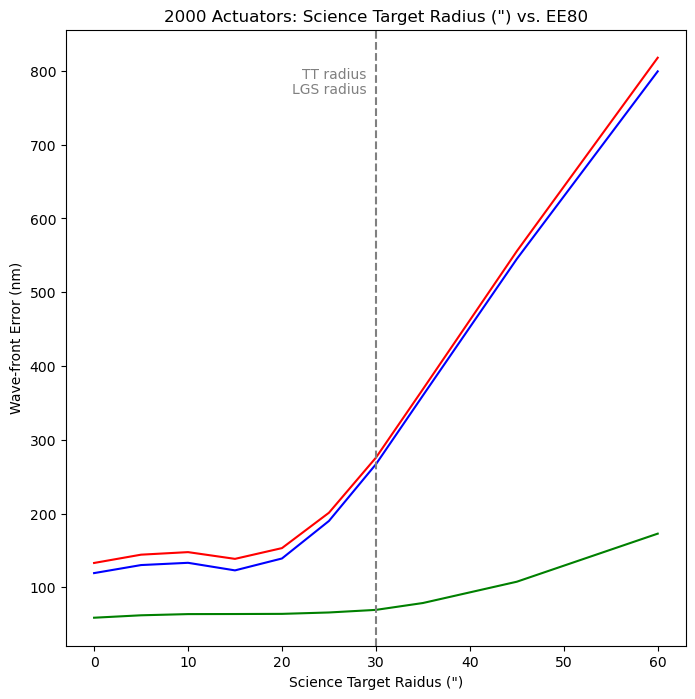 2000 Actuators: Science Target Radius (") vs. EE80
TT radius
LGS radius
800
700
600
500
400
300
200
100
Wave-front Error (nm)
0 10 20 30 40 50 60
Science Target Raidus (")